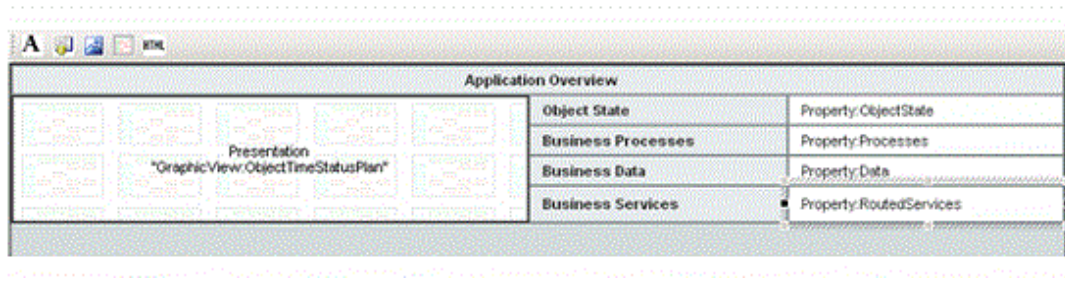 A HTML
Application Overview
Presentation
"GraphicView:ObjectTimeStatusPlan"
Object State Property:ObjectState
Business Processes Property:Processes
Business Data Property:Data
Business Services Property:RoutedServices